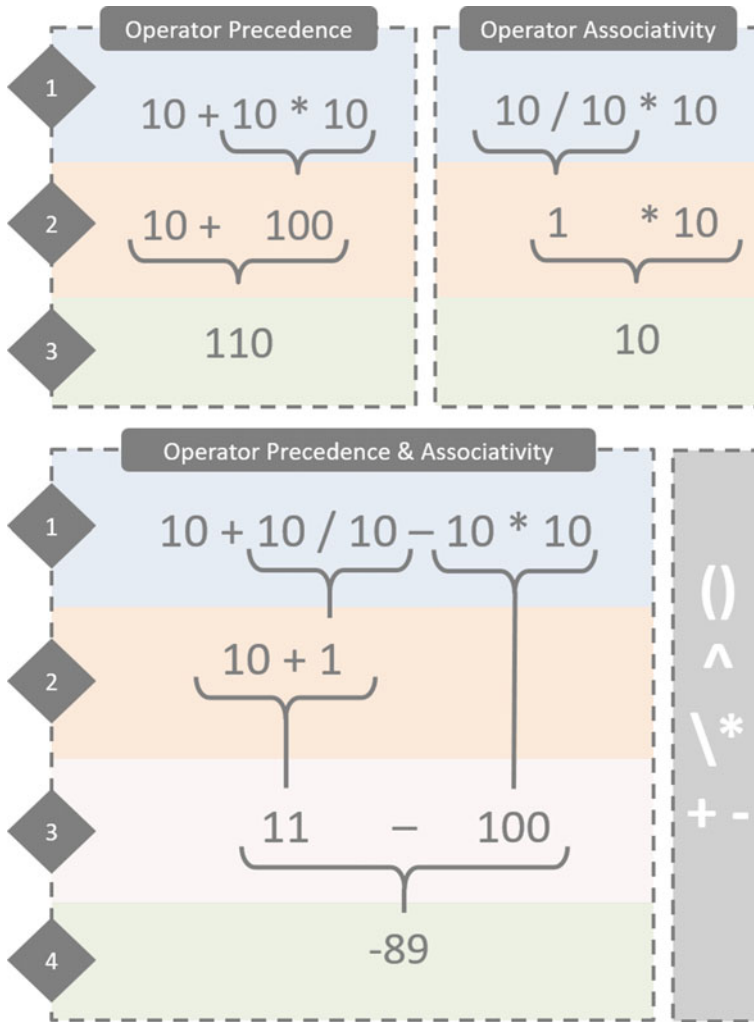 Operator Precedence
1
10 + 10 * 10
2
10 + 100
3
110
Operator Associativity
10 / 10 * 10
1 * 10
10
Operator Precedence & Associativity
1
10 + 10 / 10 – 10 * 10
2
10 + 1
3
11 – 100
4
-89
()
^
\*
+ -